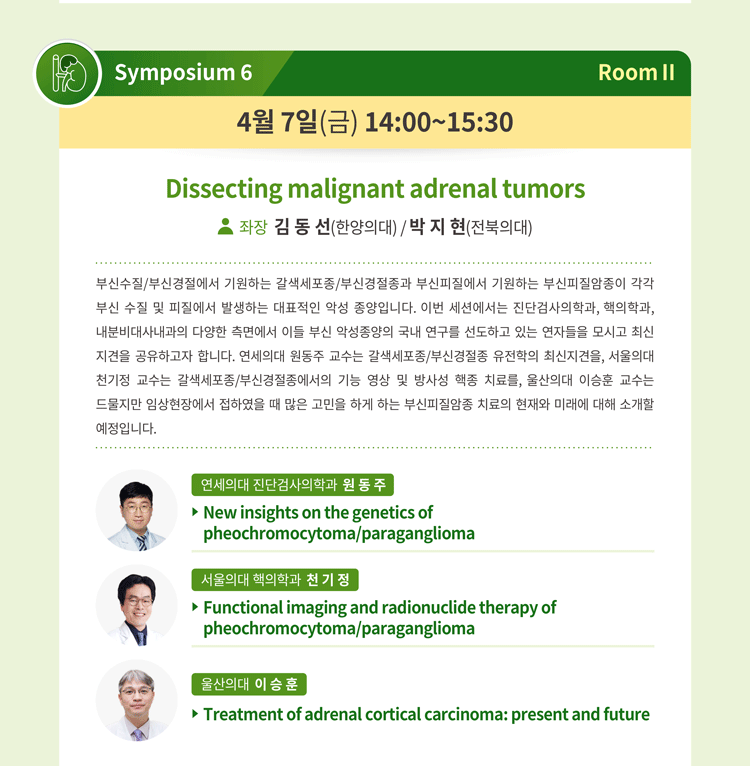 Symposium 6
Room II
4월 7일(금) 14:00~15:30
Dissecting malignant adrenal tumors
좌장 김 동 선(한양의대) / 박 지 현(전북의대)
부신수질/부신경절에서 기원하는 갈색세포종/부신경절종과 부신피질에서 기원하는 부신피질암종이 각각
부신 수질 및 피질에서 발생하는 대표적인 악성 종양입니다. 이번 세션에서는 진단검사의학과, 핵의학과,
내분비대사내과의 다양한 측면에서 이들 부신 악성종양의 국내 연구를 선도하고 있는 연자들을 모시고 최신
지견을 공유하고자 합니다. 연세의대 원동주 교수는 갈색세포종/부신경절종 유전학의 최신지견을, 서울의대
천기정 교수는 갈색세포종/부신경절종에서의 기능 영상 및 방사성 핵종 치료를, 울산의대 이승훈 교수는
드물지만 임상현장에서 접하였을 때 많은 고민을 하게 하는 부신피질암종 치료의 현재와 미래에 대해 소개할
예정입니다.
연세의대 진단검사의학과 원 동 주
New insights on the genetics of
pheochromocytoma/paraganglioma
서울의대 핵의학과 천 기 정
Functional imaging and radionuclide therapy of
pheochromocytoma/paraganglioma
울산의대 이 승 훈
Treatment of adrenal cortical carcinoma: present and future